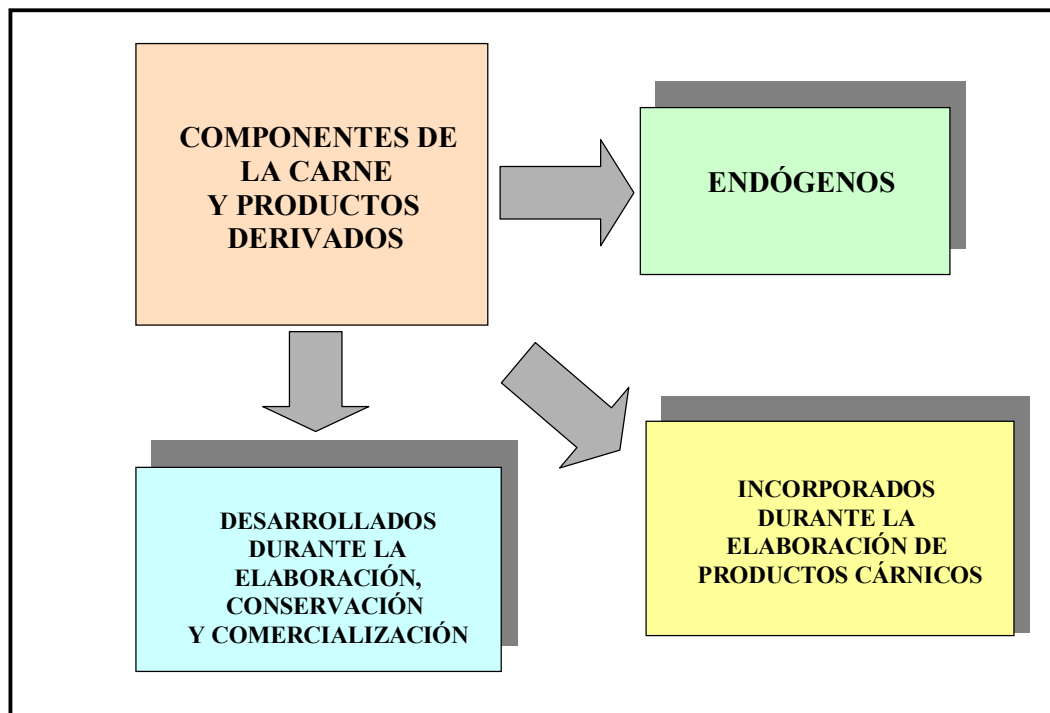 COMPONENTES DE
LA CARNE
Y PRODUCTOS
DERIVADOS
ENDÓGENOS
DESARROLLADOS
DURANTE LA
ELABORACIÓN,
CONSERVACIÓN
Y COMERCIALIZACIÓN
INCORPORADOS
DURANTE LA
ELABORACIÓN DE
PRODUCTOS CÁRNICOS